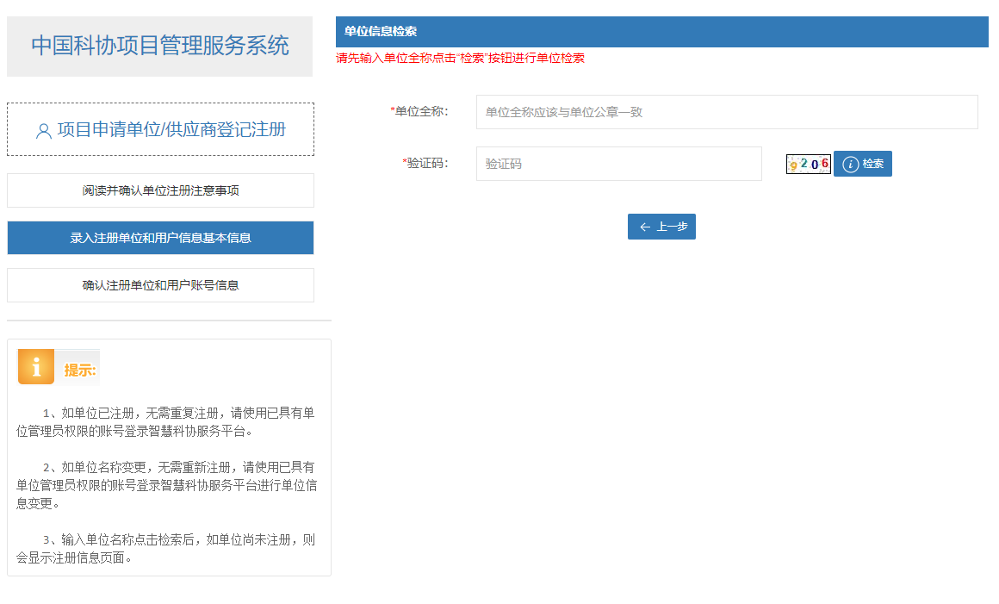 中国科协项目管理服务系统
项目申请单位/供应商登记注册
阅读并确认单位注册注意事项
录入注册单位和用户信息基本信息
确认注册单位和用户账号信息
提示:
1、如单位已注册，无需重复注册，请使用已具有单
位管理员权限的账号登录智慧科协服务平台。
2、如单位名称变更，无需重新注册，请使用已具有
单位管理员权限的账号登录智慧科协服务平台进行单位信
息变更。
3、输入单位名称点击检索后，如单位尚未注册，则
会显示注册信息页面。
单位信息检索
请先输入单位全称点击“检索”按钮进行单位检索
*单位全称： 单位全称应该与单位公章一致
*验证码： 验证码 9206 检索
上一步